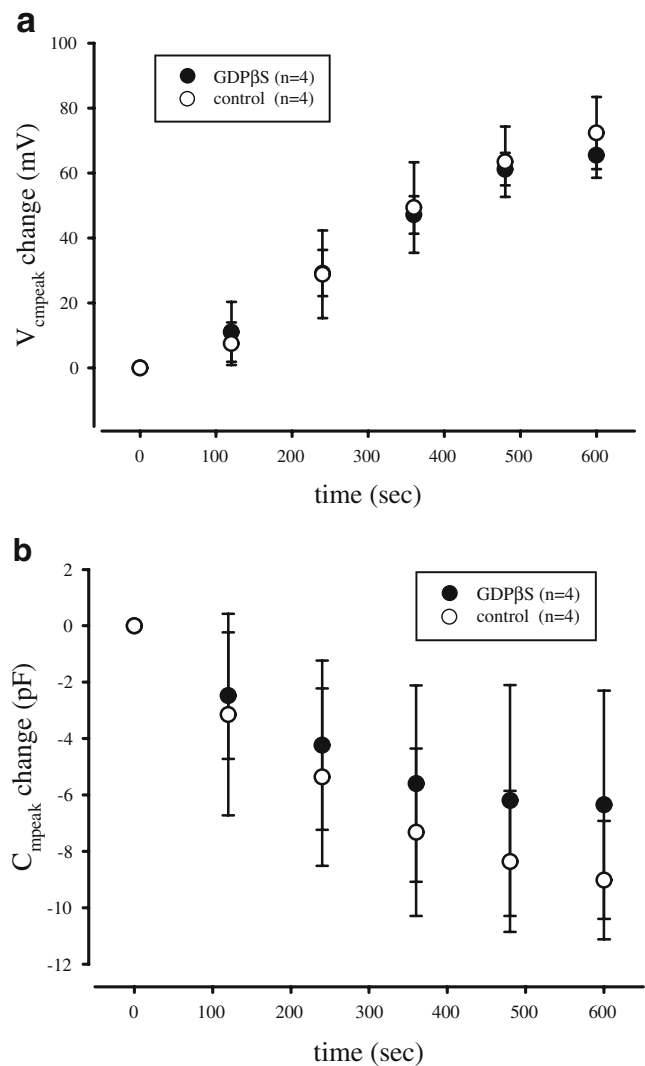 a
100
80
60
40
20
0
V_cmpeak change (mV)
GDPβS (n=4)
control (n=4)
0 100 200 300 400 500 600
time (sec)
b
2
0
-2
-4
-6
-8
-10
-12
C_mpeak change (pF)
GDPβS (n=4)
control (n=4)
0 100 200 300 400 500 600
time (sec)